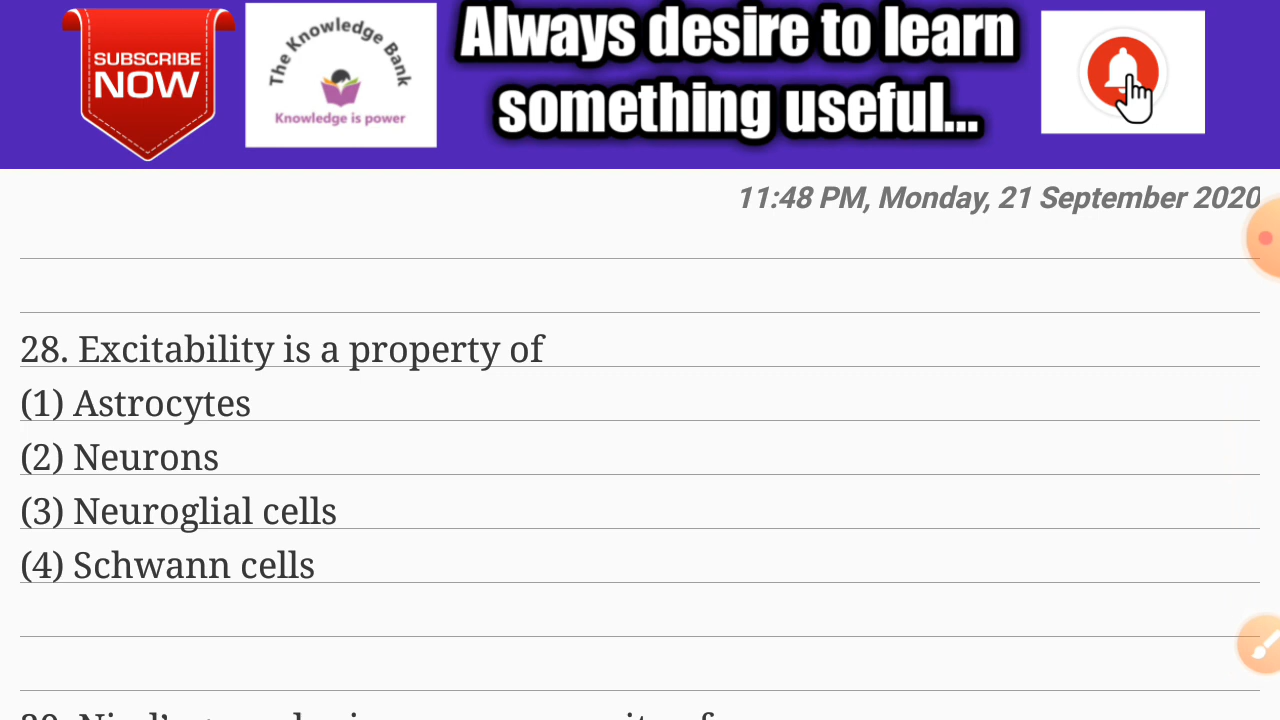 SUBSCRIBE
NOW
The Knowledge Bank
Knowledge is power
Always desire to learn
something useful...
11:48 PM, Monday, 21 September 2020
28. Excitability is a property of
(1) Astrocytes
(2) Neurons
(3) Neuroglial cells
(4) Schwann cells